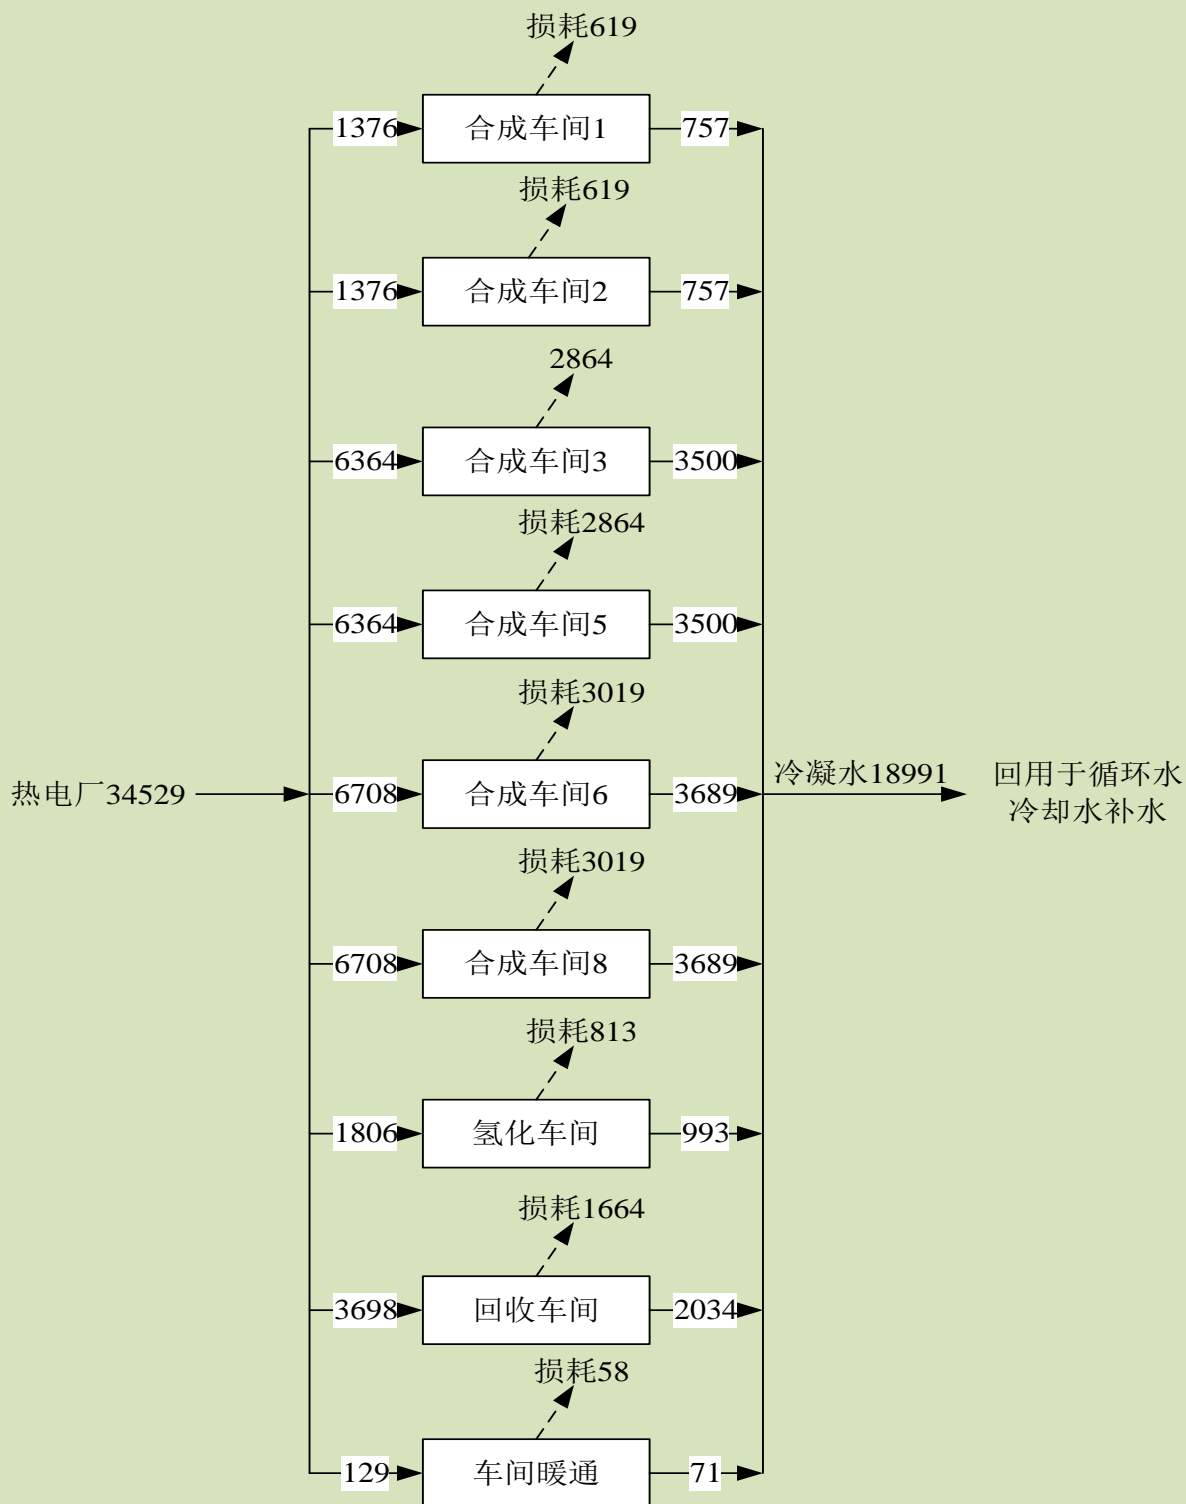 损耗619
1376
合成车间1
757
损耗619
1376
合成车间2
757
2864
6364
合成车间3
3500
损耗2864
6364
合成车间5
3500
损耗3019
热电厂34529
6708
合成车间6
3689
冷凝水18991
回用于循环水
冷却水补水
损耗3019
6708
合成车间8
3689
损耗813
1806
氢化车间
993
损耗1664
3698
回收车间
2034
损耗58
129
车间暖通
71